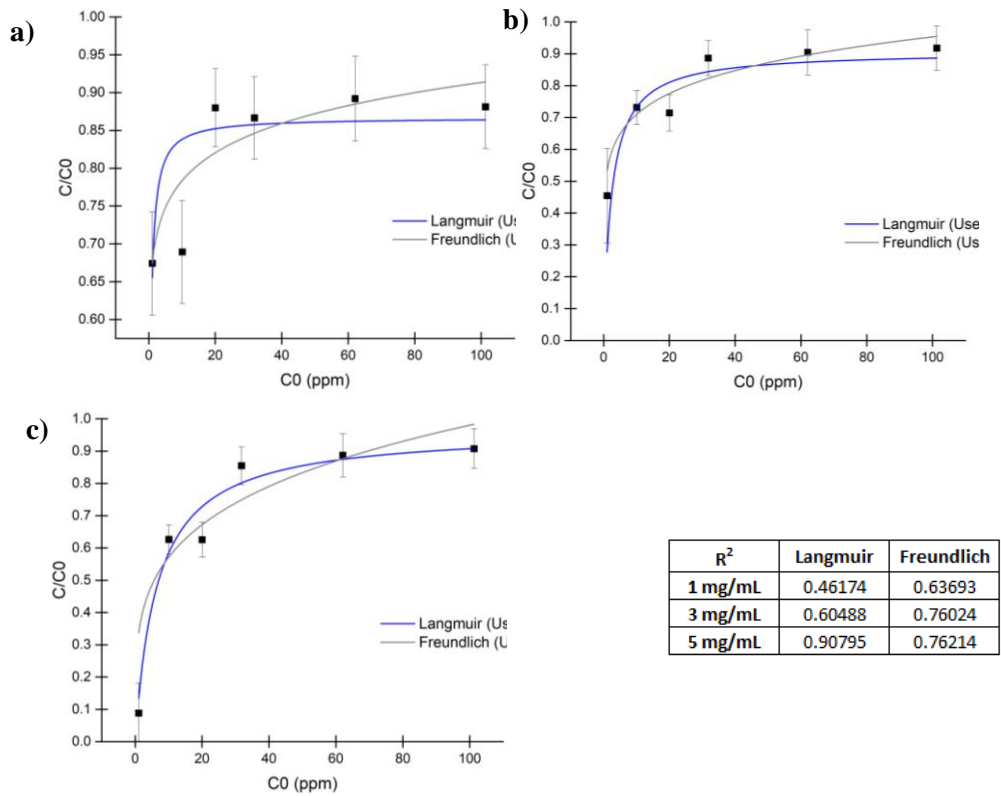 a)
1.00
0.95
0.90
0.85
0.80
0.75
0.70
0.65
0.60
C/C0
0
20
40
60
80
100
C0 (ppm)
Langmuir (Use
Freundlich (U
b)
1.0
0.9
0.8
0.7
0.6
0.5
0.4
0.3
0.2
0.1
0.0
C/C0
0
20
40
60
80
100
C0 (ppm)
Langmuir (Use
Freundlich (Us
c)
1.0
0.9
0.8
0.7
0.6
0.5
0.4
0.3
0.2
0.1
0.0
C/C0
0
20
40
60
80
100
C0 (ppm)
Langmuir (Us
Freundlich (U
R² Langmuir Freundlich
1 mg/mL 0.46174 0.63693
3 mg/mL 0.60488 0.76024
5 mg/mL 0.90795 0.76214